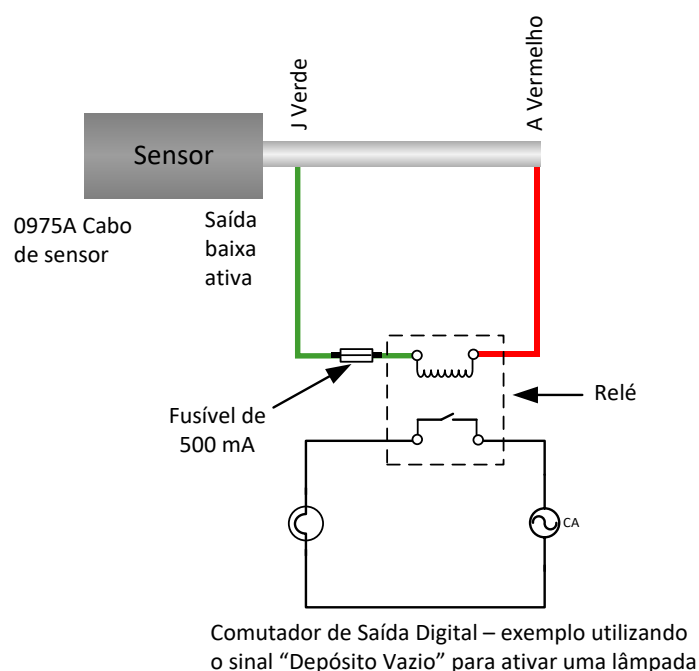 J Verde
A Vermelho
Sensor
0975A Cabo
de sensor
Saída
baixa
ativa
Relé
Fusível de
500 mA
CA
Comutador de Saída Digital – exemplo utilizando
o sinal “Depósito Vazio” para ativar uma lâmpada